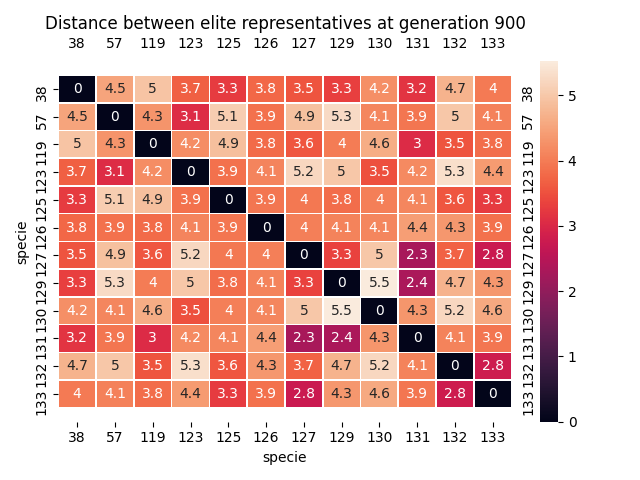 Distance between elite representatives at generation 900
38 57 119 123 125 126 127 129 130 131 132 133
38 0 4.5 5 3.7 3.3 3.8 3.5 3.3 4.2 3.2 4.7 4 38
57 4.5 0 4.3 3.1 5.1 3.9 4.9 5.3 4.1 3.9 5 4.1 57
119 5 4.3 0 4.2 4.9 3.8 3.6 4 4.6 3 3.5 3.8 119
123 3.7 3.1 4.2 0 3.9 4.1 5.2 5 3.5 4.2 5.3 4.4 123
125 3.3 5.1 4.9 3.9 0 3.9 4 3.8 4 4.1 3.6 3.3 125
126 3.8 3.9 3.8 4.1 3.9 0 4 4.1 4.1 4.4 4.3 3.9 126
127 3.5 4.9 3.6 5.2 4 4 0 3.3 5 2.3 3.7 2.8 127
129 3.3 5.3 4 5 3.8 4.1 3.3 0 5.5 2.4 4.7 4.3 129
130 4.2 4.1 4.6 3.5 4 4.1 5 5.5 0 4.3 5.2 4.6 130
131 3.2 3.9 3 4.2 4.1 4.4 2.3 2.4 4.3 0 4.1 3.9 131
132 4.7 5 3.5 5.3 3.6 4.3 3.7 4.7 5.2 4.1 0 2.8 132
133 4 4.1 3.8 4.4 3.3 3.9 2.8 4.3 4.6 3.9 2.8 0 133
38 57 119 123 125 126 127 129 130 131 132 133
specie
specie
5
4
3
2
1
0